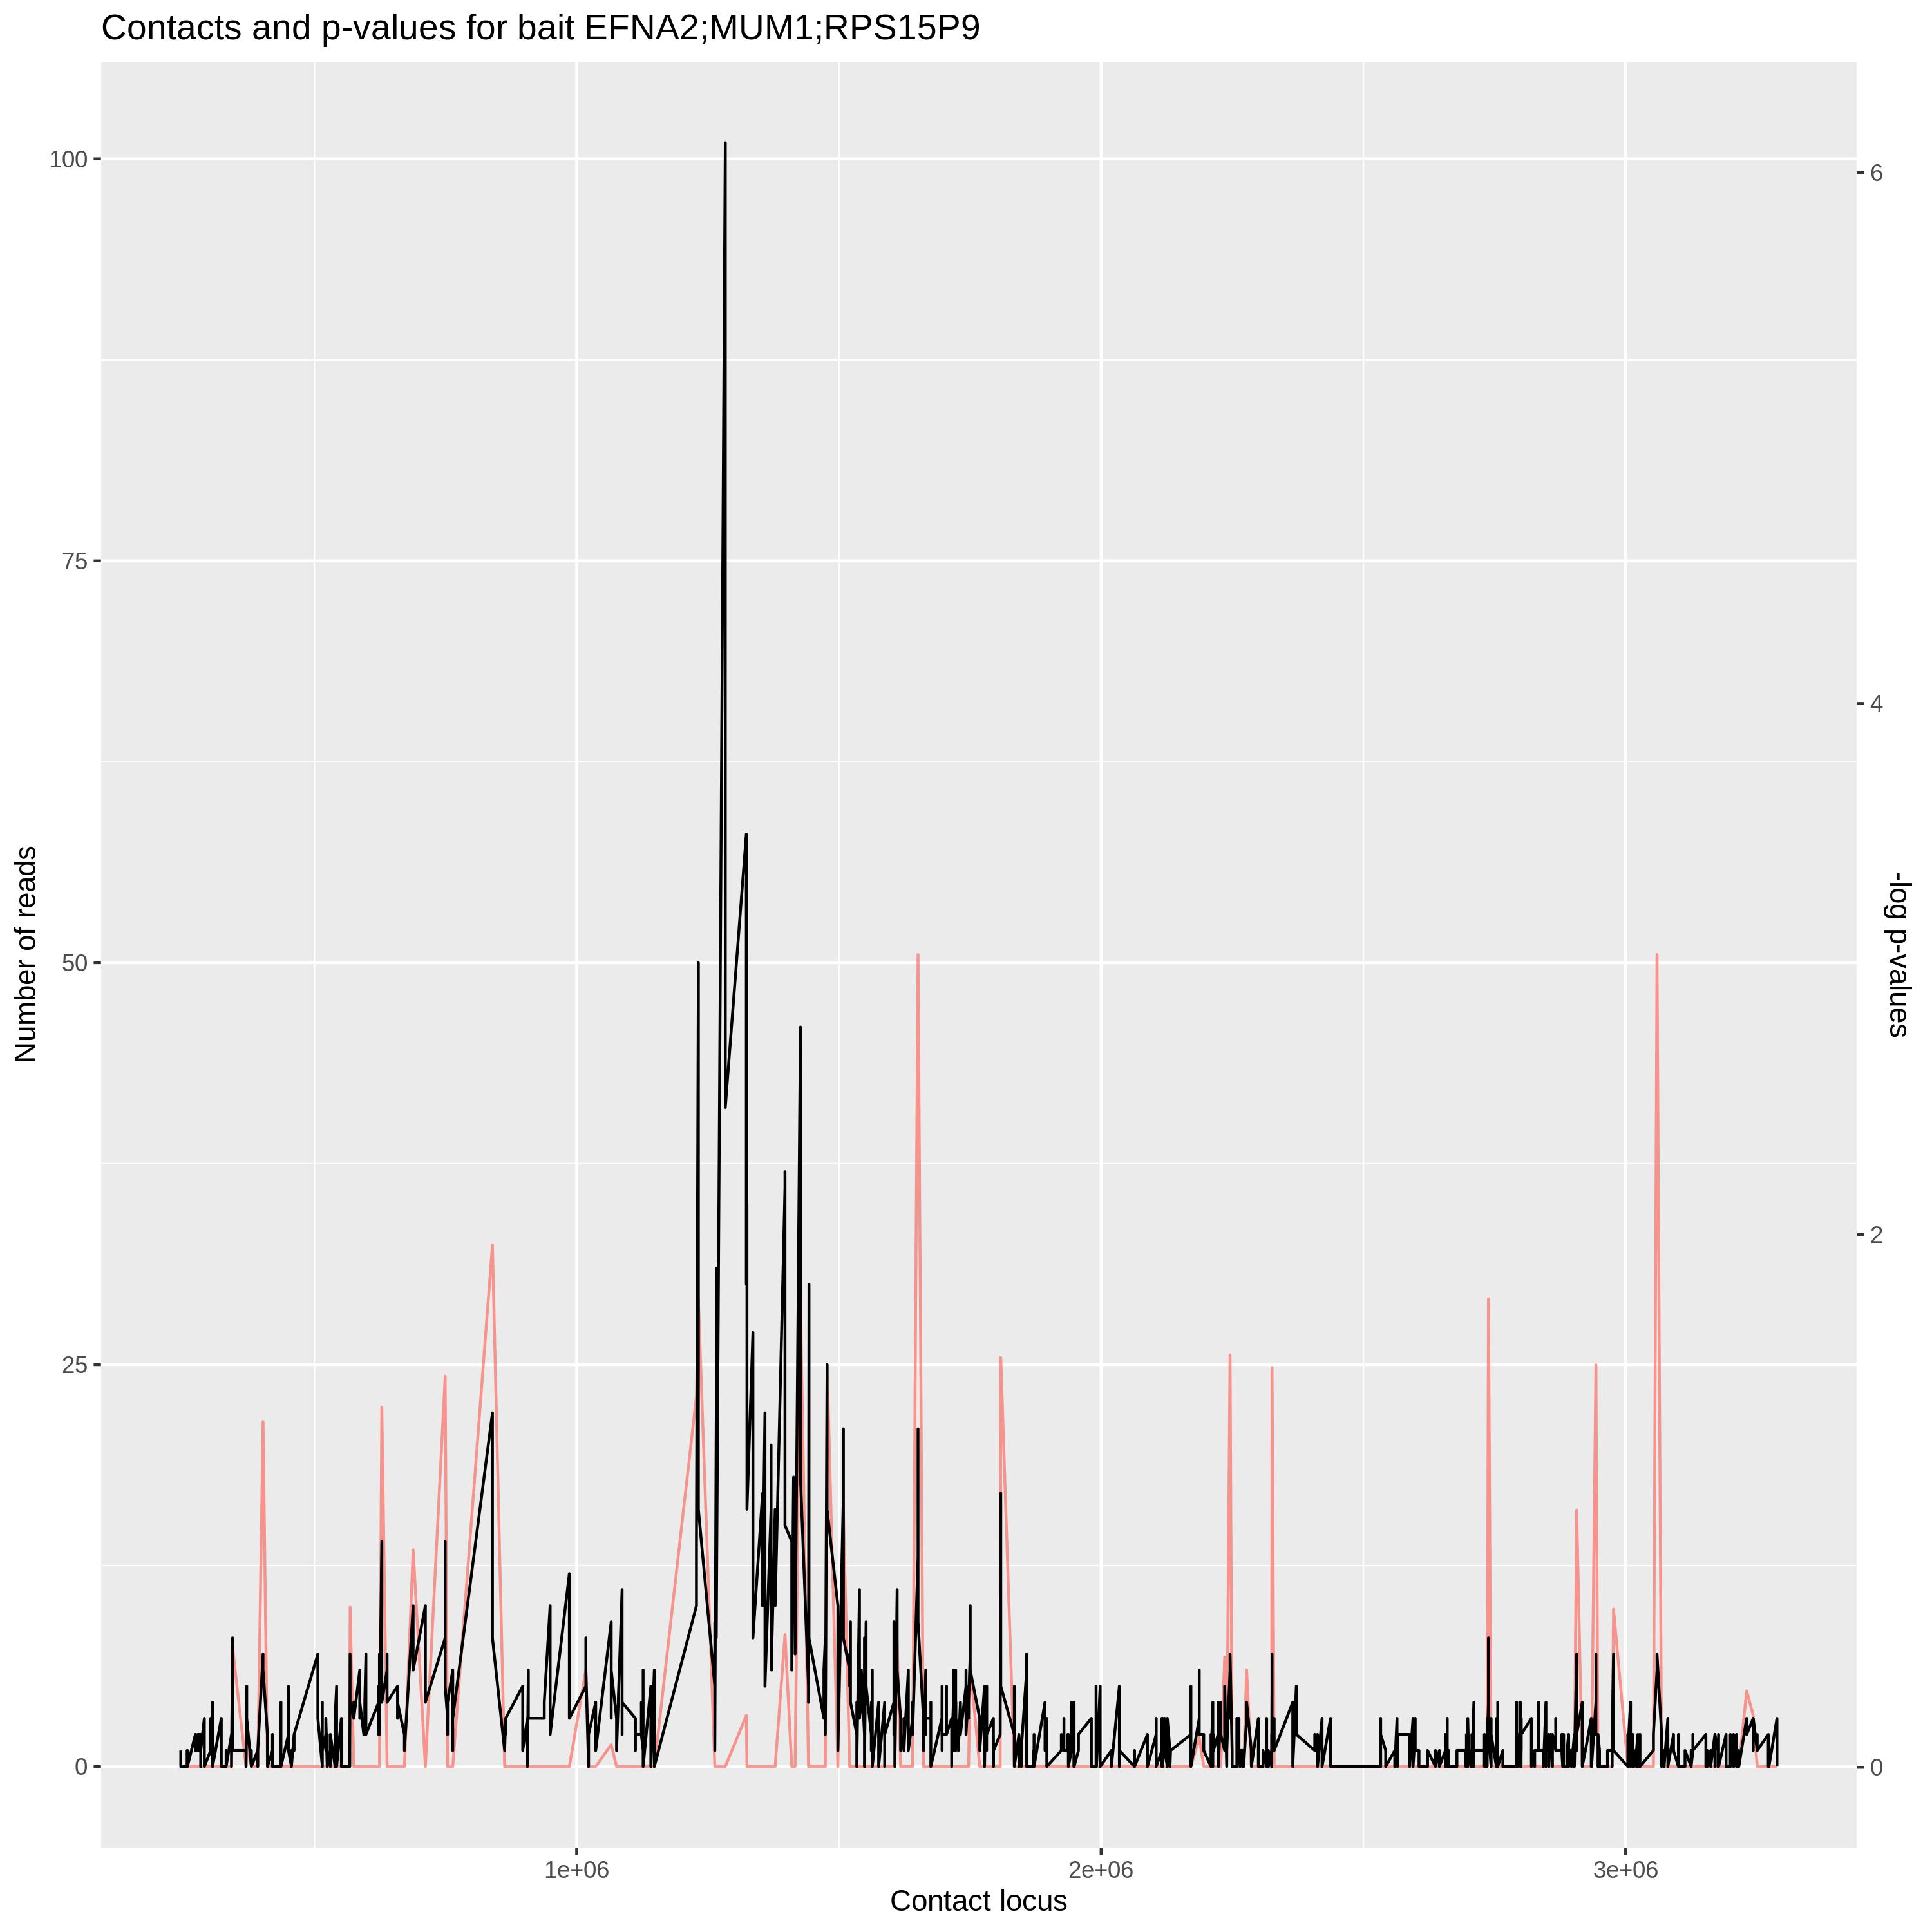 Contacts and p-values for bait EFNA2;MUM1;RPS15P9
100
75
50
25
0
Number of reads
6
4
2
0
-log p-values
1e+06
2e+06
3e+06
Contact locus